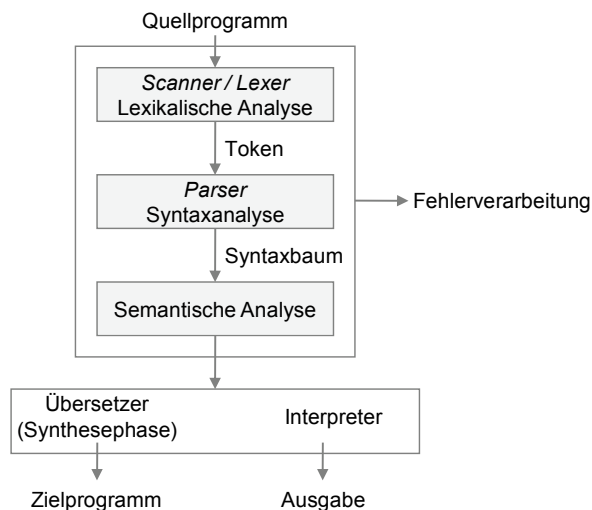 Quellprogramm
Scanner / Lexer
Lexikalische Analyse
Token
Parser
Syntaxanalyse
Fehlerverarbeitung
Syntaxbaum
Semantische Analyse
Übersetzer
(Synthesephase)
Interpreter
Zielprogramm
Ausgabe